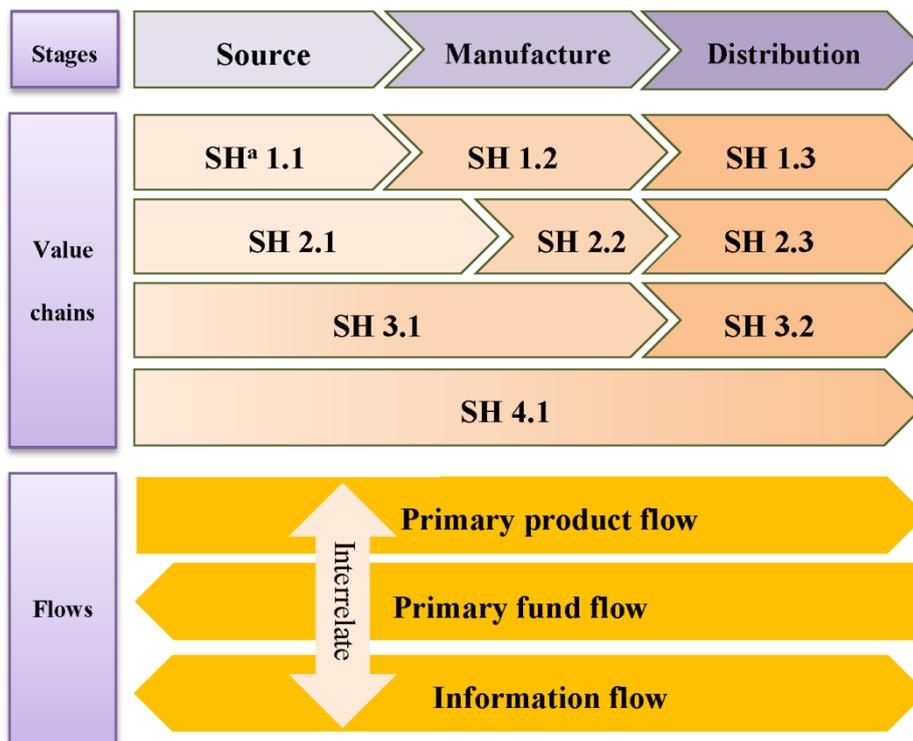 Stages
Source
Manufacture
Distribution
Value
chains
SHᵃ 1.1
SH 1.2
SH 1.3
SH 2.1
SH 2.2
SH 2.3
SH 3.1
SH 3.2
SH 4.1
Flows
Interrelate
Primary product flow
Primary fund flow
Information flow